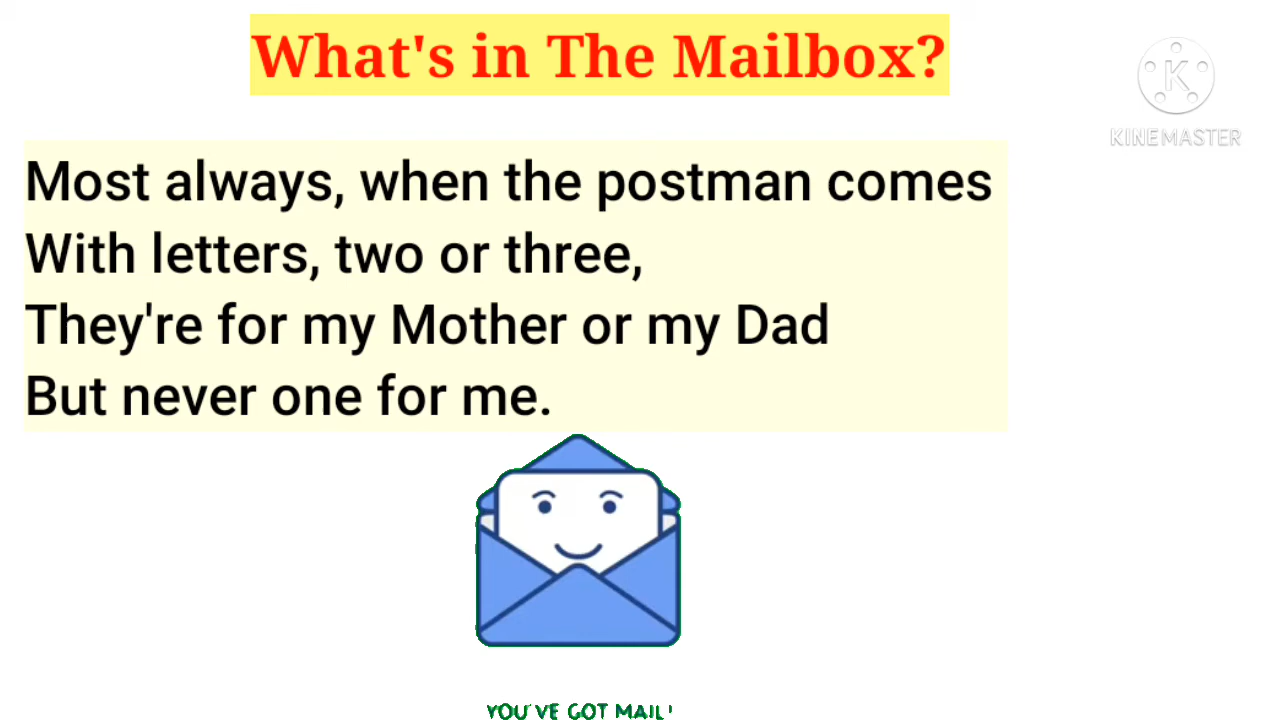 What's in The Mailbox?
KINEMASTER
Most always, when the postman comes
With letters, two or three,
They're for my Mother or my Dad
But never one for me.
YOU'VE GOT MAIL!